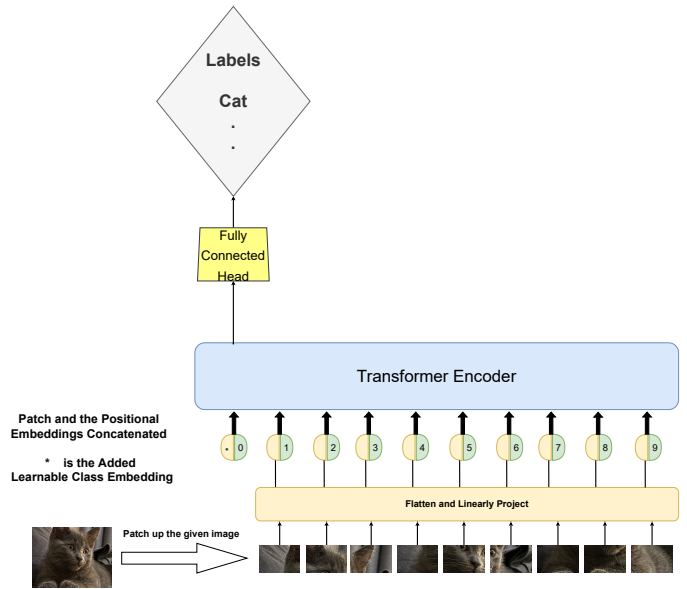 Labels
Cat
.
.
Fully
Connected
Head
Transformer Encoder
Patch and the Positional
Embeddings Concatenated
* is the Added
Learnable Class Embedding
* 0 1 2 3 4 5 6 7 8 9
Flatten and Linearly Project
Patch up the given image